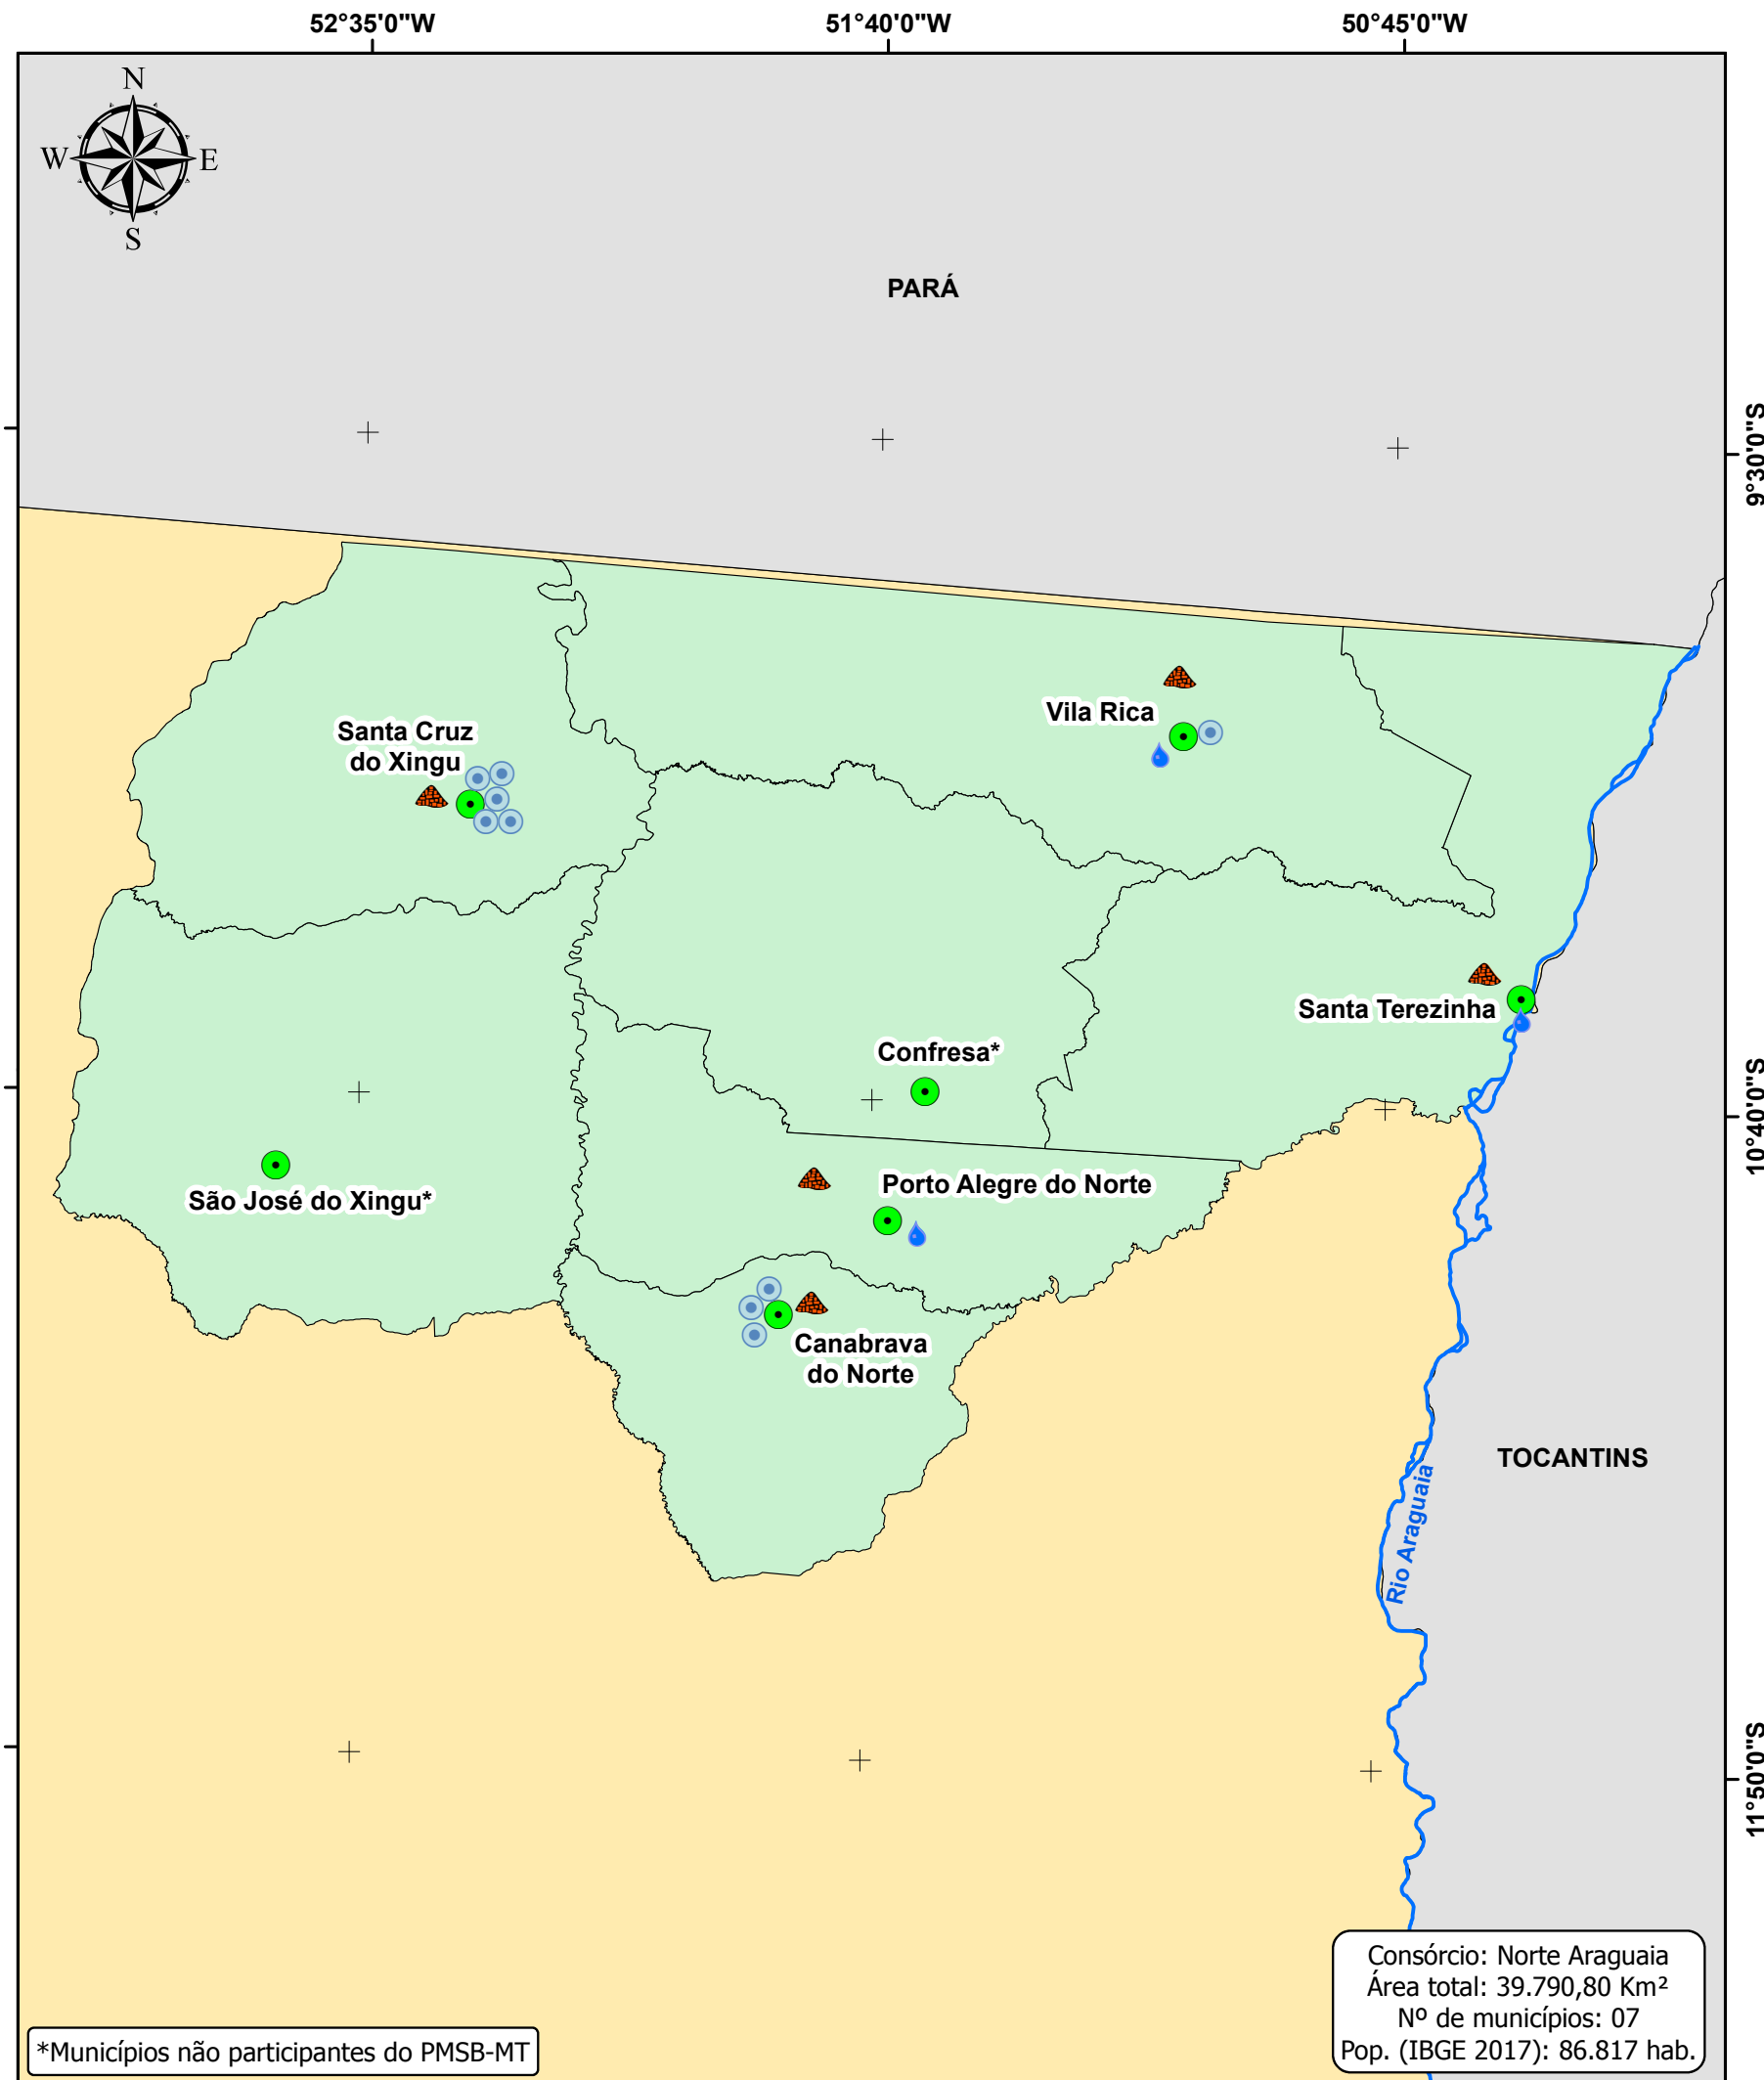 52°35'0"W
51°40'0"W
50°45'0"W
N
W
E
S
PARÁ
9°30'0"S
Vila Rica
Santa Cruz
do Xingu
Santa Terezinha
Confresa*
10°40'0"S
Porto Alegre do Norte
São José do Xingu*
Canabrava
do Norte
TOCANTINS
Rio Araguaia
11°50'0"S
Consórcio: Norte Araguaia
Área total: 39.790,80 Km²
Nº de municípios: 07
Pop. (IBGE 2017): 86.817 hab.
*Municípios não participantes do PMSB-MT